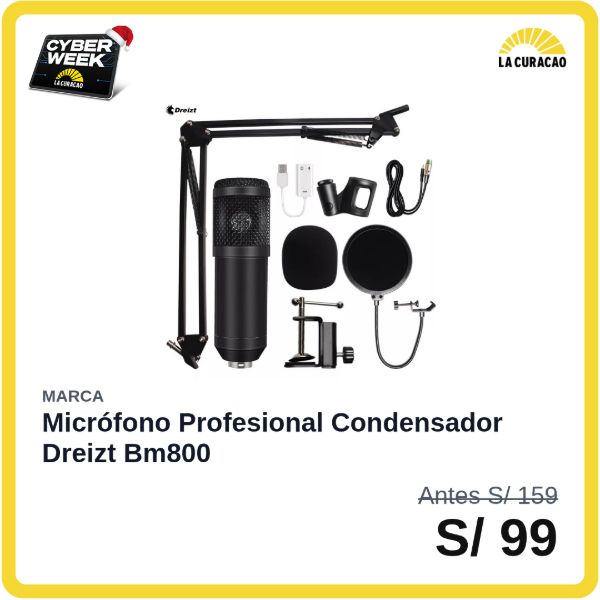 CYBER
WEEK
LA CURACAO
LA CURACAO
Dreizt
MARCA
Micrófono Profesional Condensador
Dreizt Bm800
Antes S/ 159
S/ 99